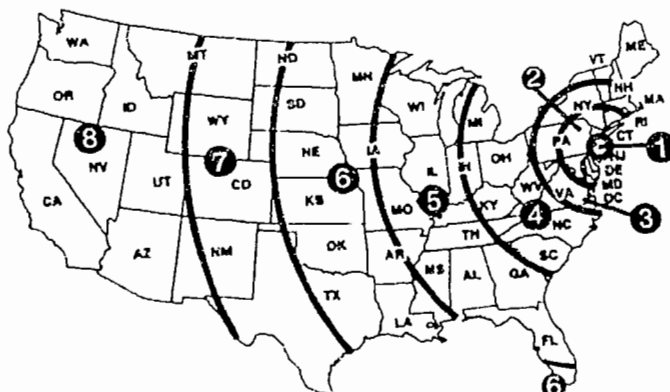 WA
MT
ND
MN
VT
ME
NH
OR
ID
SD
WI
MI
2
NY
MA
RI
WY
CT
8
7
NE
IA
PA
1
NV
NJ
6
IL
IN
OH
DE
UT
CO
MD
KS
5
WV
VA
DC
CA
MO
KY
4
3
NC
OK
TN
AZ
NM
AR
SC
MS
AL
GA
TX
LA
FL
6